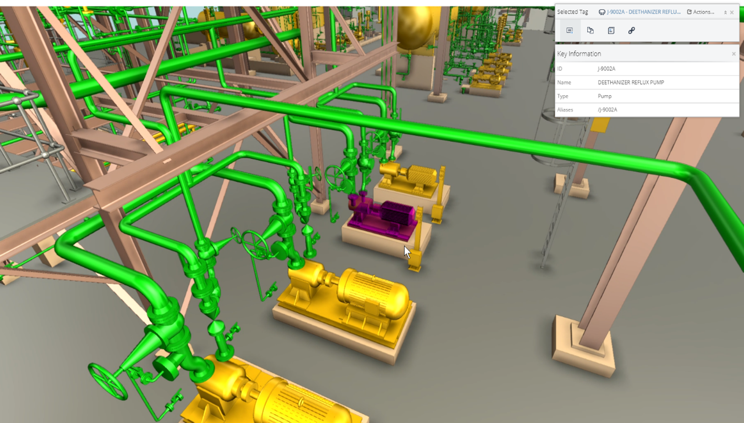 Selected Tag J-9002A - DEETHANIZER REFLU... Actions...
Key Information
ID J-9002A
Name DEETHANIZER REFLUX PUMP
Type Pump
Aliases /J-9002A